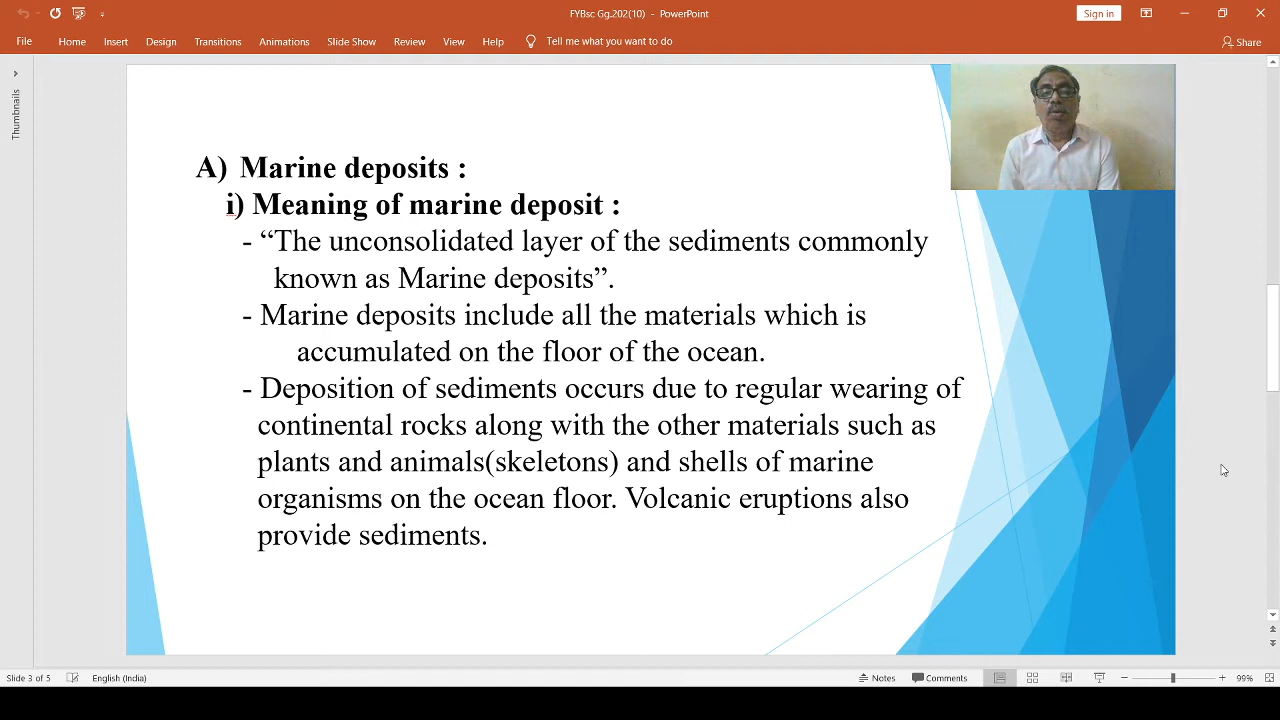 FYBsc Gg.202(10) - PowerPoint
Sign in
File Home Insert Design Transitions Animations Slide Show Review View Help Tell me what you want to do Share
Thumbnails
A) Marine deposits :
i) Meaning of marine deposit :
- “The unconsolidated layer of the sediments commonly
known as Marine deposits”.
- Marine deposits include all the materials which is
accumulated on the floor of the ocean.
- Deposition of sediments occurs due to regular wearing of
continental rocks along with the other materials such as
plants and animals(skeletons) and shells of marine
organisms on the ocean floor. Volcanic eruptions also
provide sediments.
Slide 3 of 5 English (India) Notes Comments 99%